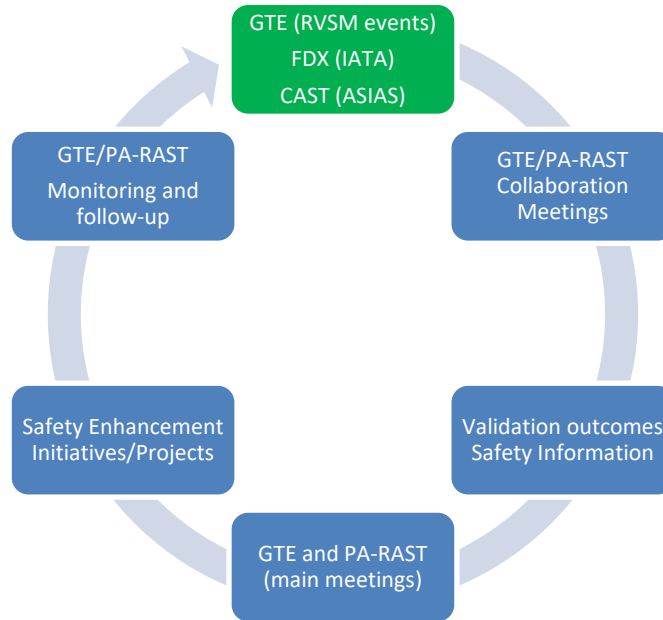 GTE (RVSM events)
FDX (IATA)
CAST (ASIAS)
GTE/PA-RAST
Collaboration
Meetings
Validation outcomes
Safety Information
GTE and PA-RAST
(main meetings)
Safety Enhancement
Initiatives/Projects
GTE/PA-RAST
Monitoring and
follow-up